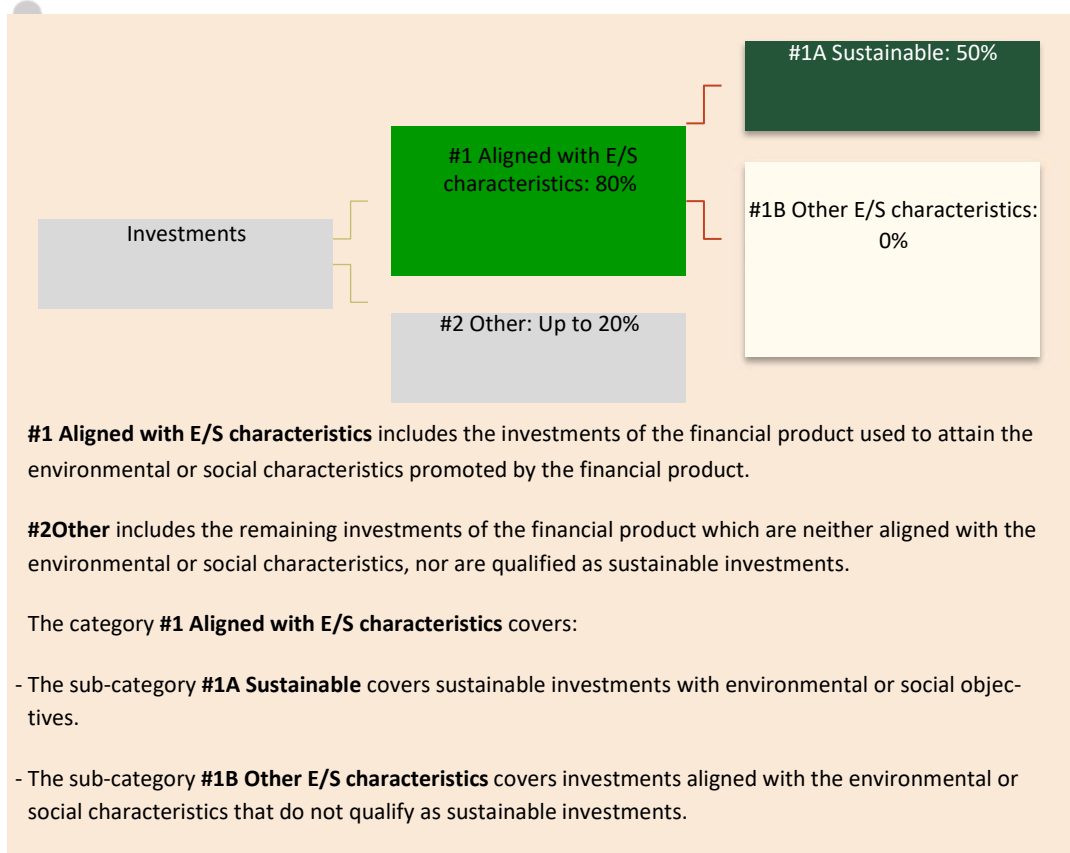 #1A Sustainable: 50%
#1 Aligned with E/S
characteristics: 80%
#1B Other E/S characteristics:
0%
Investments
#2 Other: Up to 20%
#1 Aligned with E/S characteristics includes the investments of the financial product used to attain the
environmental or social characteristics promoted by the financial product.
#2Other includes the remaining investments of the financial product which are neither aligned with the
environmental or social characteristics, nor are qualified as sustainable investments.
The category #1 Aligned with E/S characteristics covers:
- The sub-category #1A Sustainable covers sustainable investments with environmental or social objec-
tives.
- The sub-category #1B Other E/S characteristics covers investments aligned with the environmental or
social characteristics that do not qualify as sustainable investments.